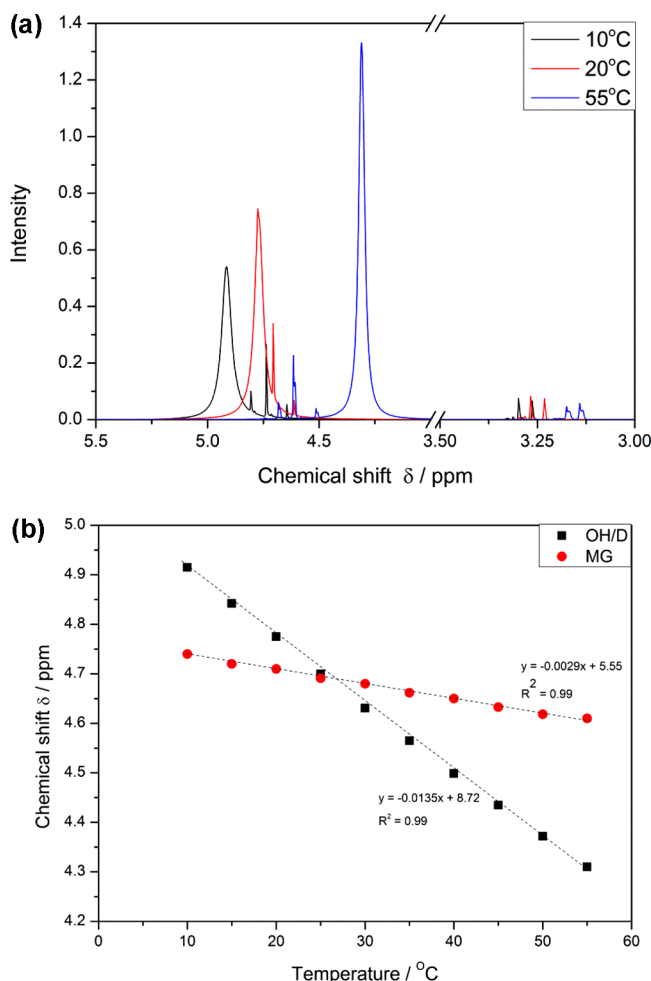 (a)
1.4
1.2
1.0
0.8
0.6
0.4
0.2
0.0
Intensity
10°C
20°C
55°C
5.5 5.0 4.5 3.50 3.25 3.00
Chemical shift δ / ppm
(b)
5.0
4.9
4.8
4.7
4.6
4.5
4.4
4.3
4.2
Chemical shift δ / ppm
OH/D
MG
y = -0.0029x + 5.55
R² = 0.99
y = -0.0135x + 8.72
R² = 0.99
0 10 20 30 40 50 60
Temperature / °C